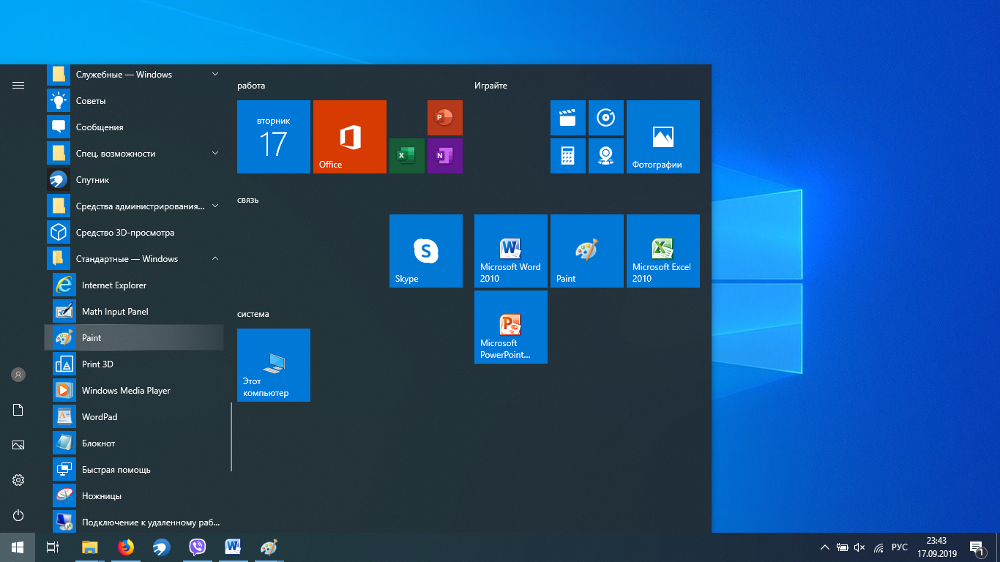 Служебные — Windows
Советы
Сообщения
Спец. возможности
Спутник
Средства администрирования...
Средство 3D-просмотра
Стандартные — Windows
Internet Explorer
Math Input Panel
Paint
Print 3D
Windows Media Player
WordPad
Блокнот
Быстрая помощь
Ножницы
Подключение к удаленному раб...
работа
вторник
17
Office
P
X
N
связь
S
Skype
система
Этот
компьютер
Играйте
Фотографии
W
Microsoft Word
2010
Paint
X
Microsoft Excel
2010
P
Microsoft
PowerPoint...
W
РУС
23:43
17.09.2019
1